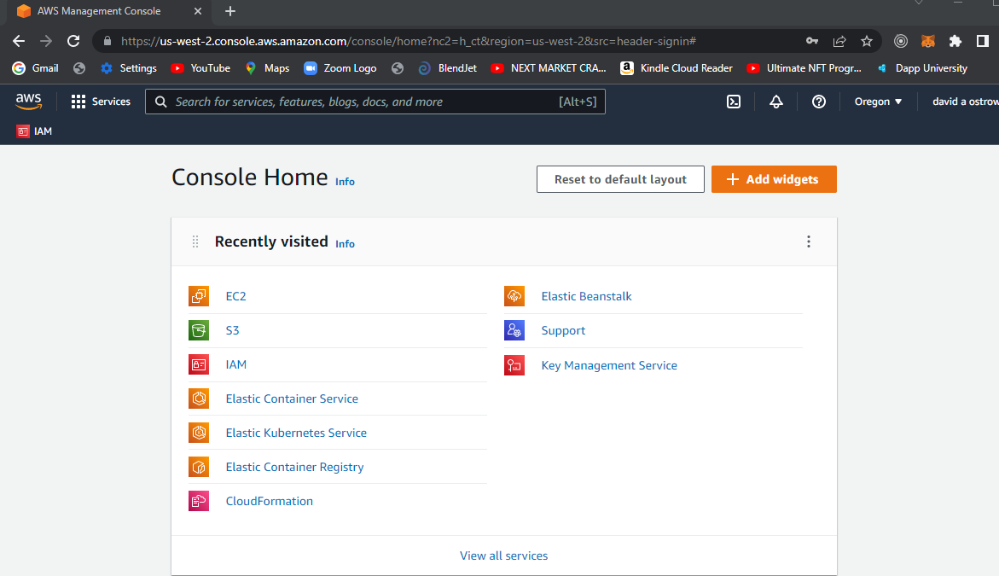 AWS Management Console
https://us-west-2.console.aws.amazon.com/console/home?nc2=h_ct&region=us-west-2&src=header-signin#
Gmail Settings YouTube Maps Zoom Logo BlendJet NEXT MARKET CRA... Kindle Cloud Reader Ultimate NFT Progr... Dapp University
aws Services Search for services, features, blogs, docs, and more [Alt+S] Oregon david a ostrow
IAM
Console Home Info Reset to default layout Add widgets
Recently visited Info
EC2
S3
IAM
Elastic Container Service
Elastic Kubernetes Service
Elastic Container Registry
CloudFormation
Elastic Beanstalk
Support
Key Management Service
View all services